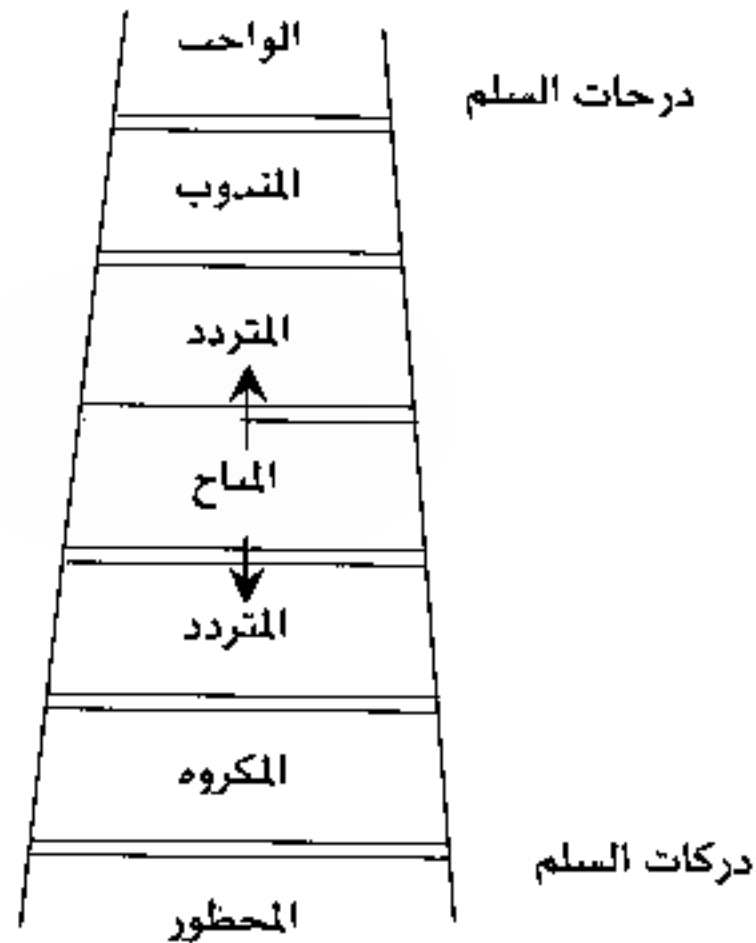 الواجب
درجات السلم
المندوب
المتردد
المباح
المتردد
المكروه
دركات السلم
المحظور